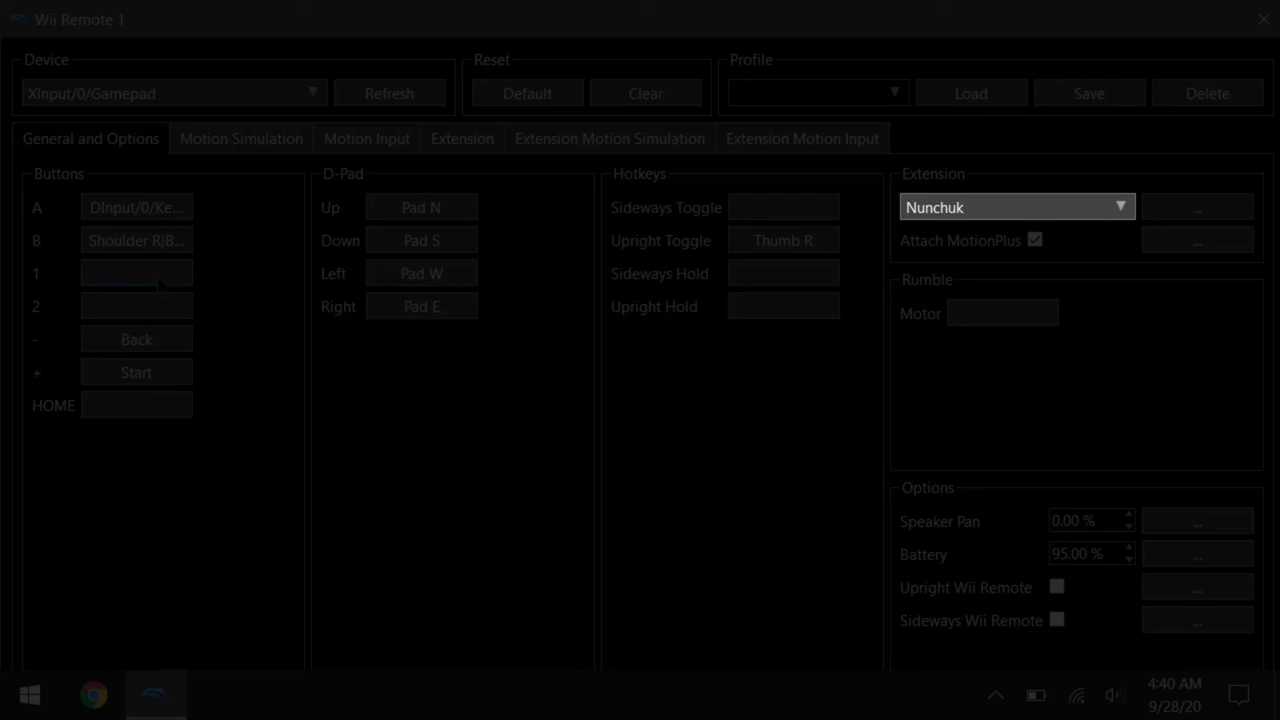 Wii Remote 1
Device
XInput/0/Gamepad
Refresh
Reset
Default
Clear
Profile
Load
Save
Delete
General and Options
Motion Simulation
Motion Input
Extension
Extension Motion Simulation
Extension Motion Input
Buttons
A
DInput/0/Ke...
B
Shoulder R|B...
1
2
-
Back
+
Start
HOME
D-Pad
Up
Pad N
Down
Pad S
Left
Pad W
Right
Pad E
Hotkeys
Sideways Toggle
Upright Toggle
Thumb R
Sideways Hold
Upright Hold
Extension
Nunchuk
...
Attach MotionPlus
...
Rumble
Motor
Options
Speaker Pan
0.00 %
...
Battery
95.00 %
...
Upright Wii Remote
...
Sideways Wii Remote
...
4:40 AM
9/28/20